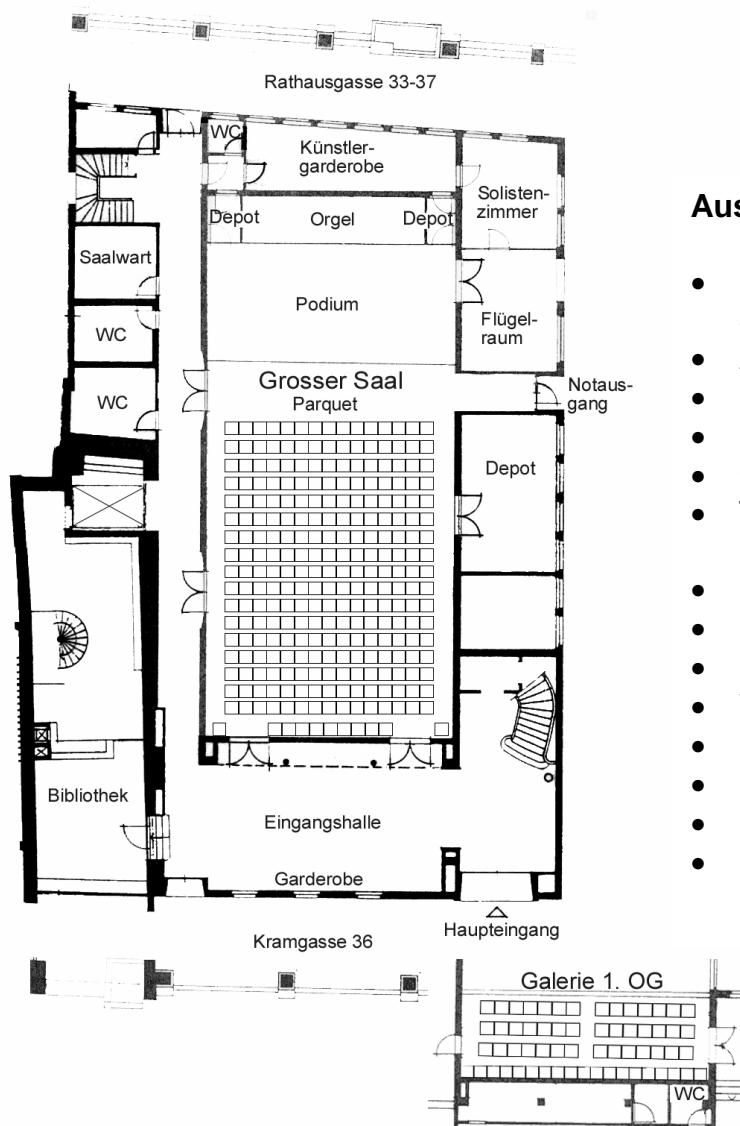 Rathausgasse 33-37
WC
Künstler-
garderobe
Solisten-
zimmer
Depot
Orgel
Depot
Saalwart
Podium
Flügel-
raum
WC
Grosser Saal
Parquet
Notaus-
gang
WC
Depot
Bibliothek
Eingangshalle
Garderobe
Haupteingang
Kramgasse 36
Galerie 1. OG
WC